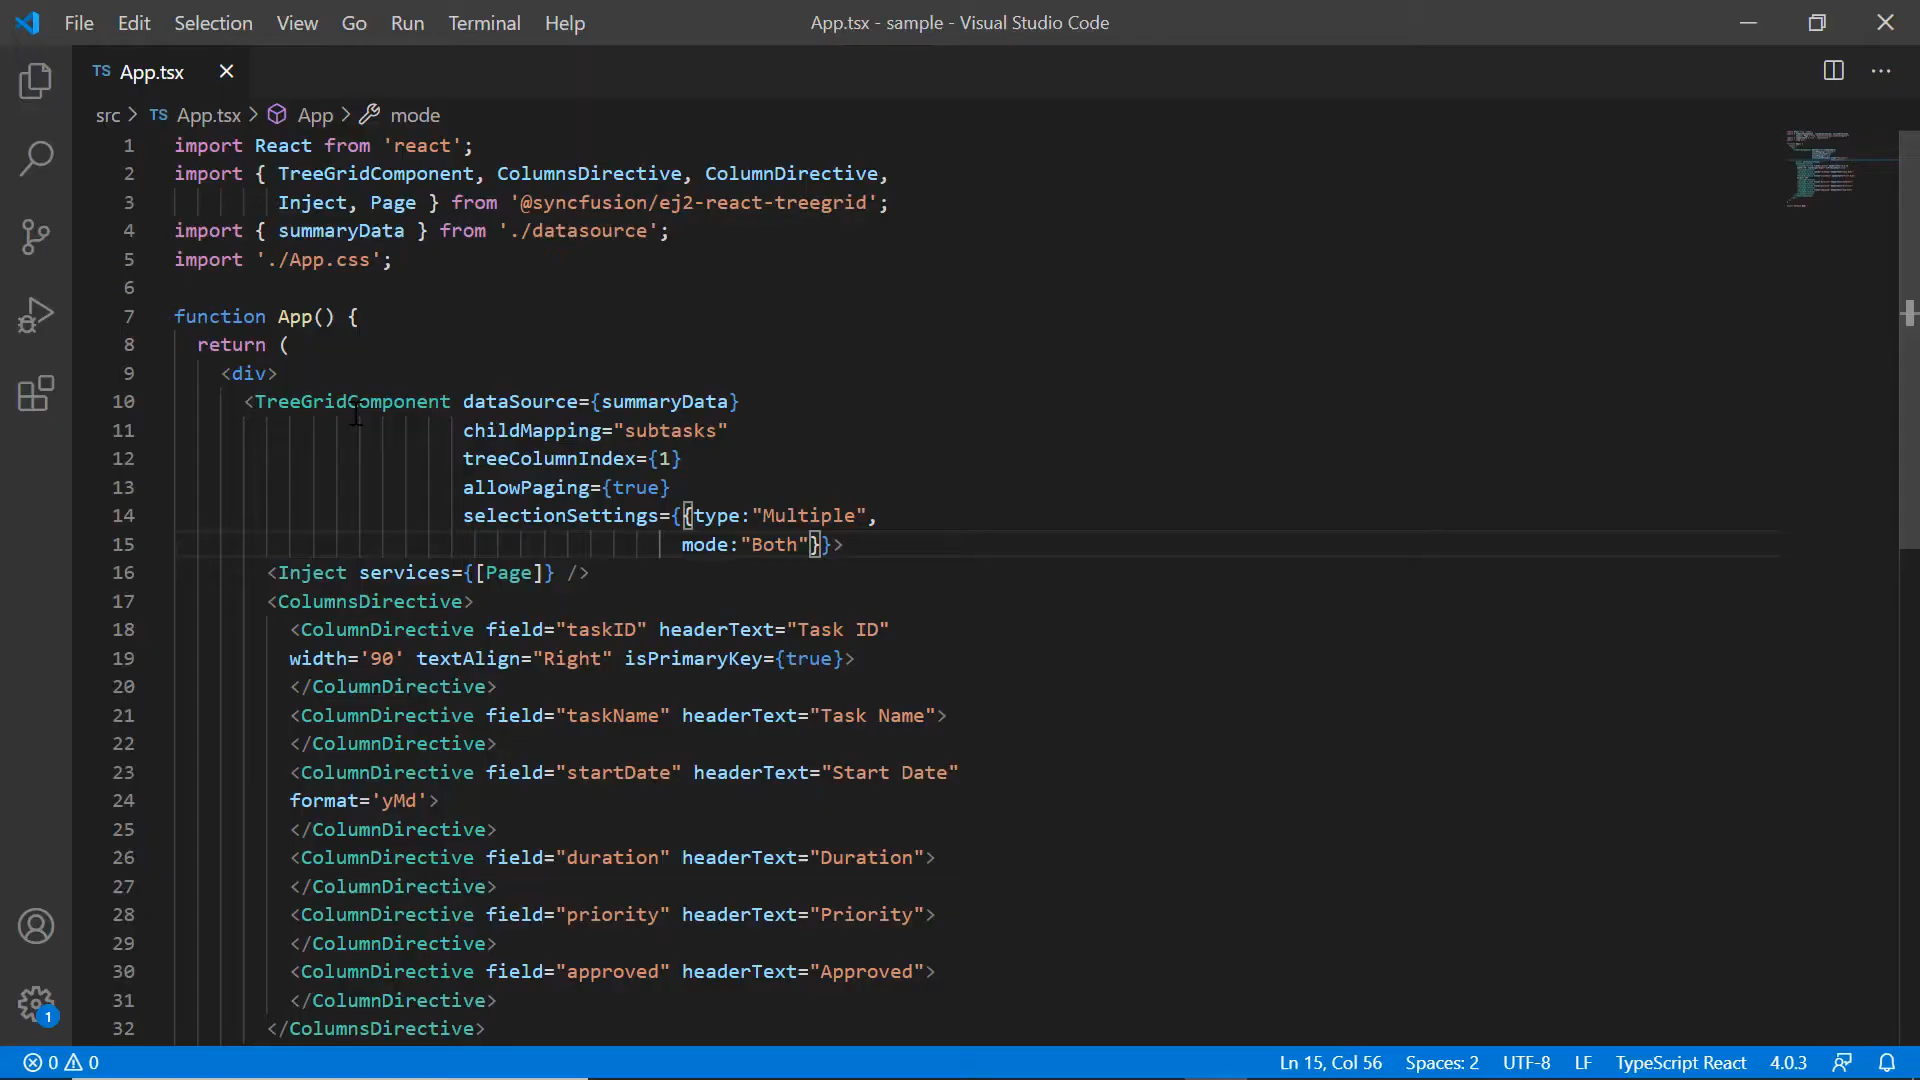 File Edit Selection View Go Run Terminal Help App.tsx - sample - Visual Studio Code
TS App.tsx
src > TS App.tsx > App > mode
1 import React from 'react';
2 import { TreeGridComponent, ColumnsDirective, ColumnDirective,
3 Inject, Page } from '@syncfusion/ej2-react-treegrid';
4 import { summaryData } from './datasource';
5 import './App.css';
6
7 function App() {
8 return (
9 <div>
10 <TreeGridComponent dataSource={summaryData}
11 childMapping="subtasks"
12 treeColumnIndex={1}
13 allowPaging={true}
14 selectionSettings={{type:"Multiple",
15 mode:"Both"}}>
16 <Inject services={[Page]} />
17 <ColumnsDirective>
18 <ColumnDirective field="taskID" headerText="Task ID"
19 width='90' textAlign="Right" isPrimaryKey={true}>
20 </ColumnDirective>
21 <ColumnDirective field="taskName" headerText="Task Name">
22 </ColumnDirective>
23 <ColumnDirective field="startDate" headerText="Start Date"
24 format='yMd'>
25 </ColumnDirective>
26 <ColumnDirective field="duration" headerText="Duration">
27 </ColumnDirective>
28 <ColumnDirective field="priority" headerText="Priority">
29 </ColumnDirective>
30 <ColumnDirective field="approved" headerText="Approved">
31 </ColumnDirective>
32 </ColumnsDirective>
1
0 0 Ln 15, Col 56 Spaces: 2 UTF-8 LF TypeScript React 4.0.3